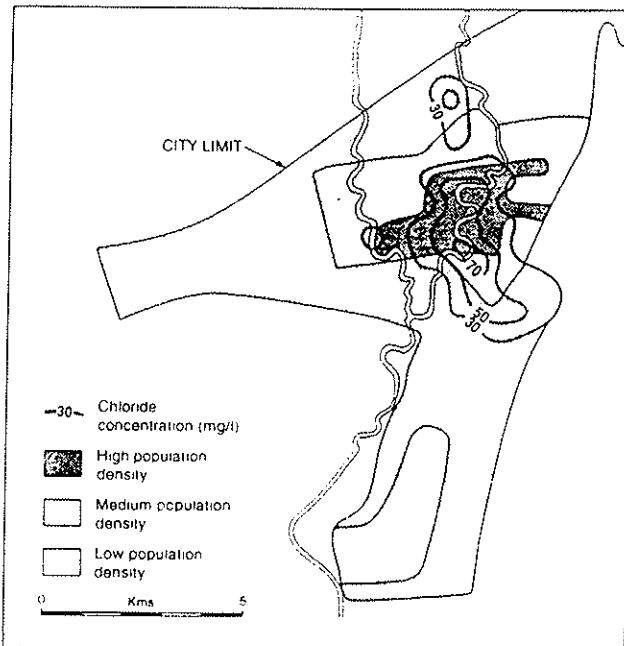 30
CITY LIMIT
70
50
30
—30— Chloride
concentration (mg/l)
High population
density
Medium population
density
Low population
density
0 Kms 5